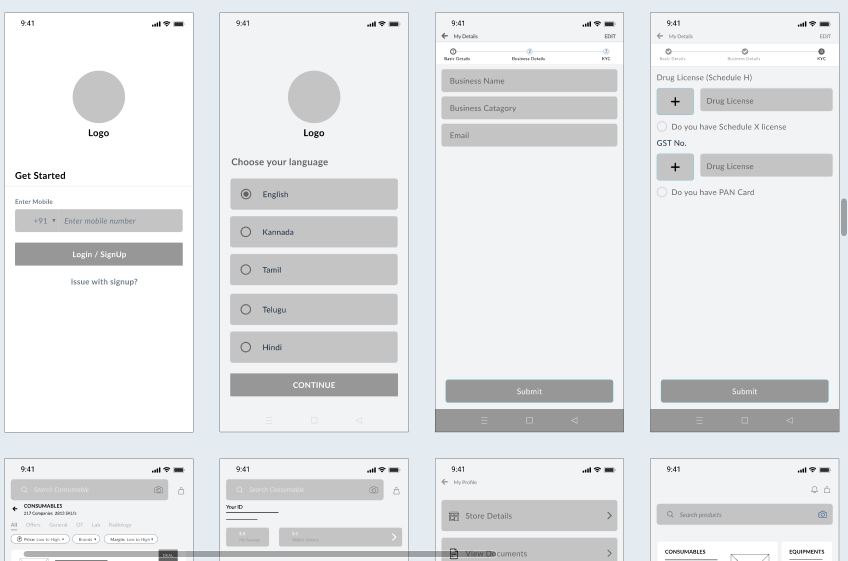 9:41
Logo
Get Started
Enter Mobile
+91 Enter mobile number
Login / SignUp
Issue with signup?
9:41
Logo
Choose your language
English
Kannada
Tamil
Telugu
Hindi
CONTINUE
9:41
My Details EDIT
Basic Details Business Details KYC
Business Name
Business Catagory
Email
Submit
9:41
My Details EDIT
Basic Details Business Details KYC
Drug License (Schedule H)
+ Drug License
Do you have Schedule X license
GST No.
+ Drug License
Do you have PAN Card
Submit
9:41
Search Consumable
CONSUMABLES
217 Companies 2813 SKU's
All Offers General OT Lab Radiology
Price: Low to High Brands Margin: Low to High
DEAL
9:41
Search Consumable
Your ID
9:41
My Profile
Store Details
View Documents
9:41
Search products
CONSUMABLES
EQUIPMENTS